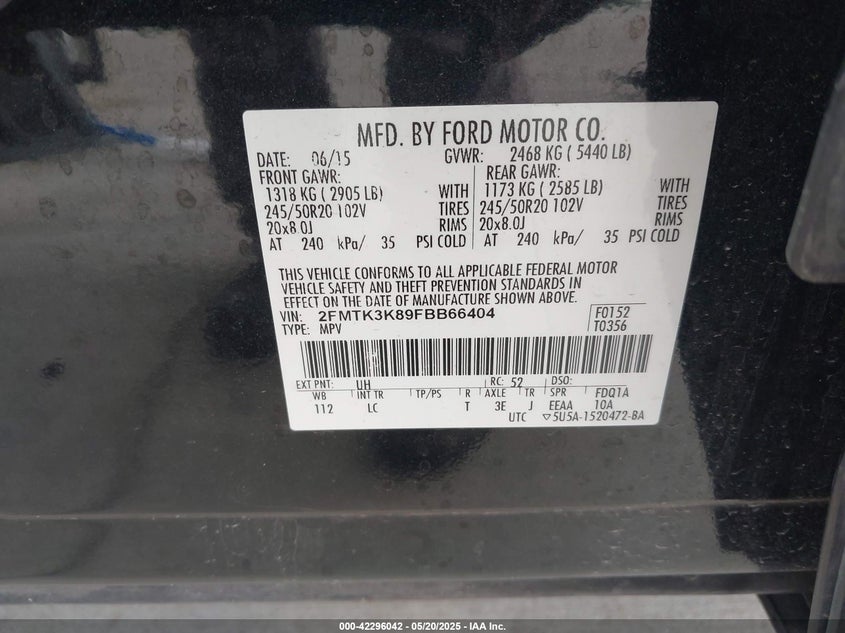 MFD. BY FORD MOTOR CO.
DATE: 06/15 GVWR: 2468 KG ( 5440 LB)
FRONT GAWR: REAR GAWR:
1318 KG ( 2905 LB) WITH 1173 KG ( 2585 LB) WITH
245/50R20 102V TIRES 245/50R20 102V TIRES
20x8.0J RIMS 20x8.0J RIMS
AT 240 kPa/ 35 PSI COLD AT 240 kPa/ 35 PSI COLD
THIS VEHICLE CONFORMS TO ALL APPLICABLE FEDERAL MOTOR
VEHICLE SAFETY AND THEFT PREVENTION STANDARDS IN
EFFECT ON THE DATE OF MANUFACTURE SHOWN ABOVE.
VIN: 2FMTK3K89FBB66404 F0152
TYPE: MPV T0356
EXT PNT: UH RC: 52 DSO:
WB INT TR TP/PS R AXLE TR SPR FDQ1A
112 LC T 3E J EEAA 10A
UTC ▽5U5A-1520472-BA
000-42296042 - 05/20/2025 - IAA Inc.